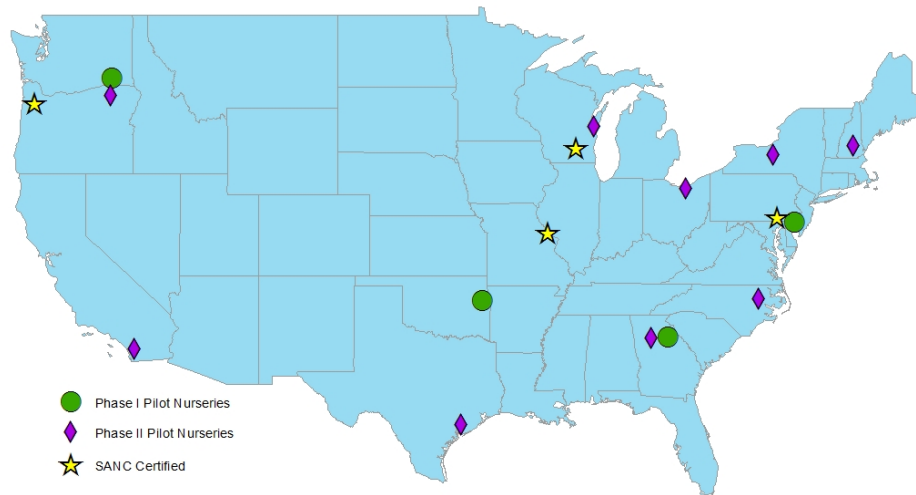 Phase I Pilot Nurseries
Phase II Pilot Nurseries
SANC Certified